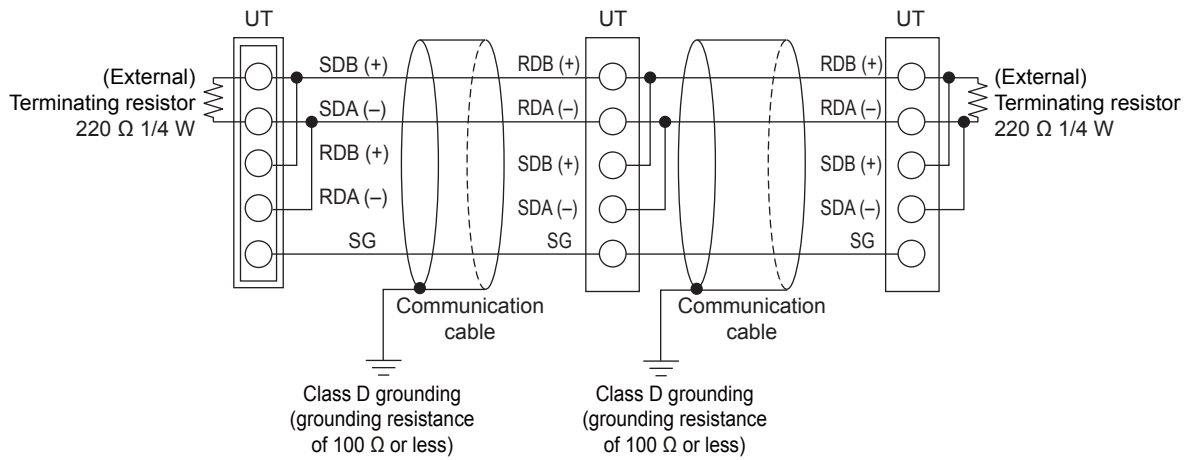 UT
UT
UT
(External)
Terminating resistor
220 Ω 1/4 W
SDB (+)
SDA (–)
RDB (+)
RDA (–)
SG
RDB (+)
RDA (–)
SDB (+)
SDA (–)
SG
RDB (+)
RDA (–)
SDB (+)
SDA (–)
SG
(External)
Terminating resistor
220 Ω 1/4 W
Communication
cable
Communication
cable
Class D grounding
(grounding resistance
of 100 Ω or less)
Class D grounding
(grounding resistance
of 100 Ω or less)